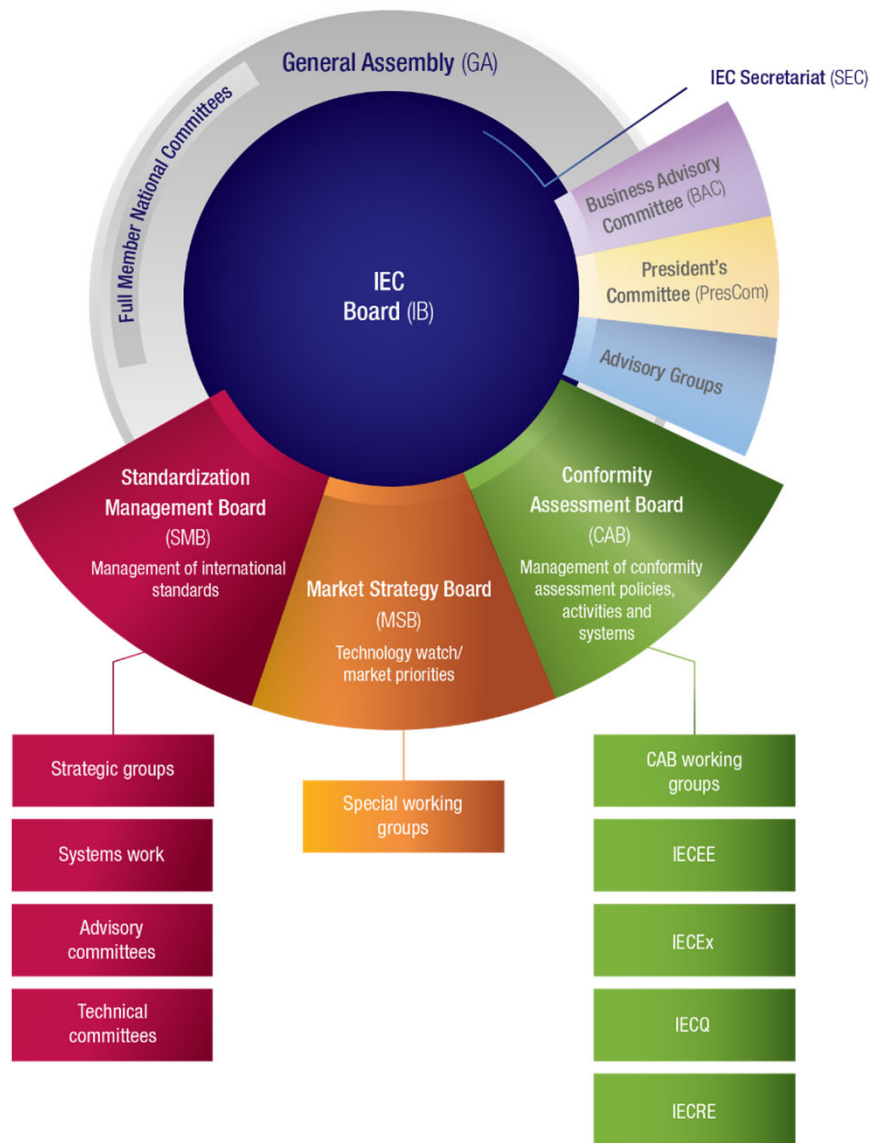 General Assembly (GA)
Full Member National Committees
IEC Secretariat (SEC)
Business Advisory
Committee (BAC)
President's
Committee (PresCom)
Advisory Groups
IEC
Board (IB)
Standardization
Management Board
(SMB)
Management of international
standards
Market Strategy Board
(MSB)
Technology watch/
market priorities
Conformity
Assessment Board
(CAB)
Management of conformity
assessment policies,
activities and
systems
Strategic groups
Systems work
Advisory
committees
Technical
committees
Special working
groups
CAB working
groups
IECEE
IECEx
IECQ
IECRE